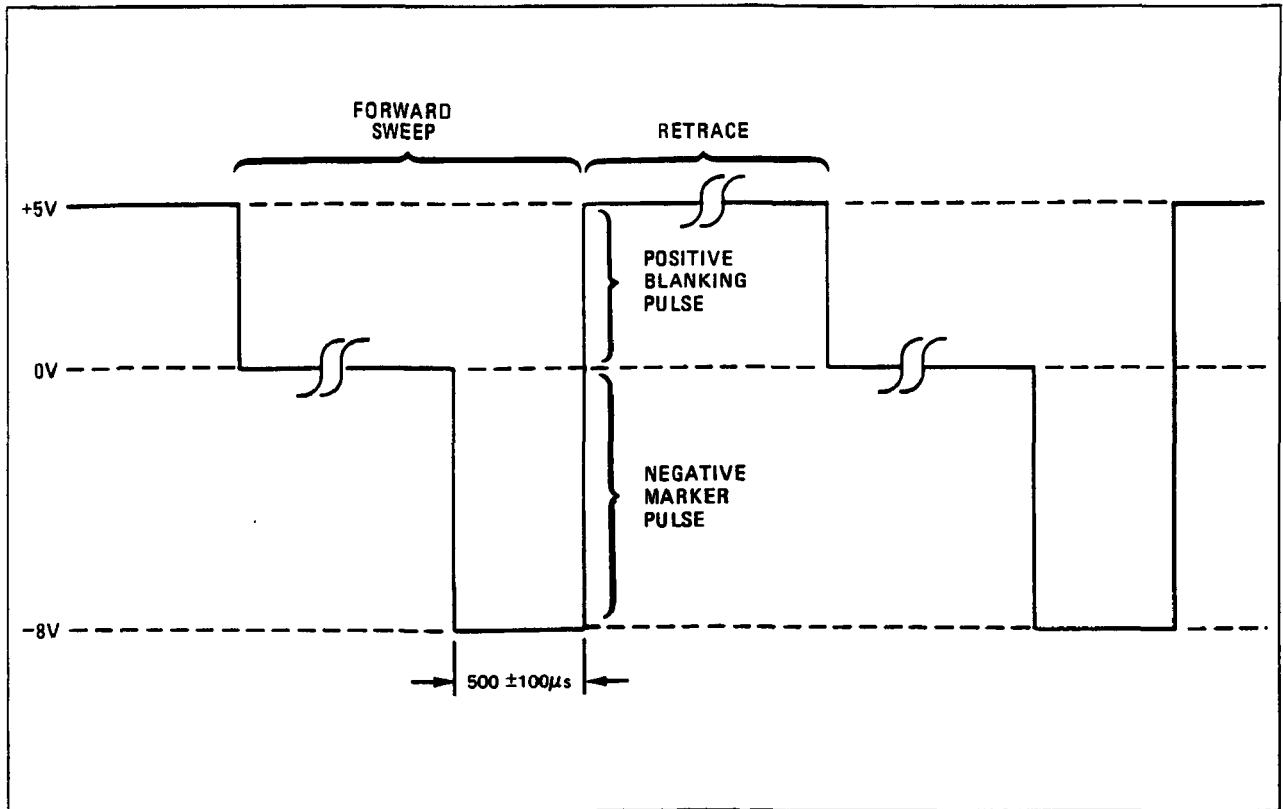 FORWARD
SWEEP
RETRACE
+5V
POSITIVE
BLANKING
PULSE
0V
NEGATIVE
MARKER
PULSE
-8V
500 ±100μs